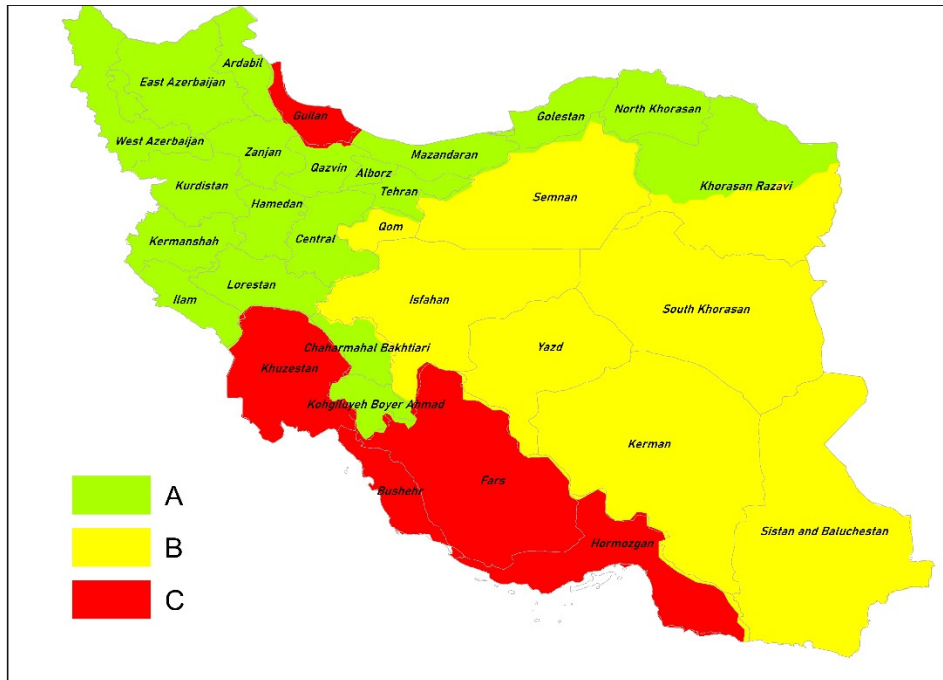 Ardabil
East Azerbaijan
Guilan
North Khorasan
Golestan
West Azerbaijan
Zanjan
Mazandaran
Qazvin
Alborz
Kurdistan
Tehran
Khorasan Razavi
Hamedan
Semnan
Qom
Central
Kermanshah
Lorestan
Ilam
Isfahan
South Khorasan
Yazd
Chaharmahal Bakhtiari
Khuzestan
Kohgiluyeh Boyer Ahmad
Kerman
Fars
Bushehr
A
B
C
Sistan and Baluchestan
Hormozgan